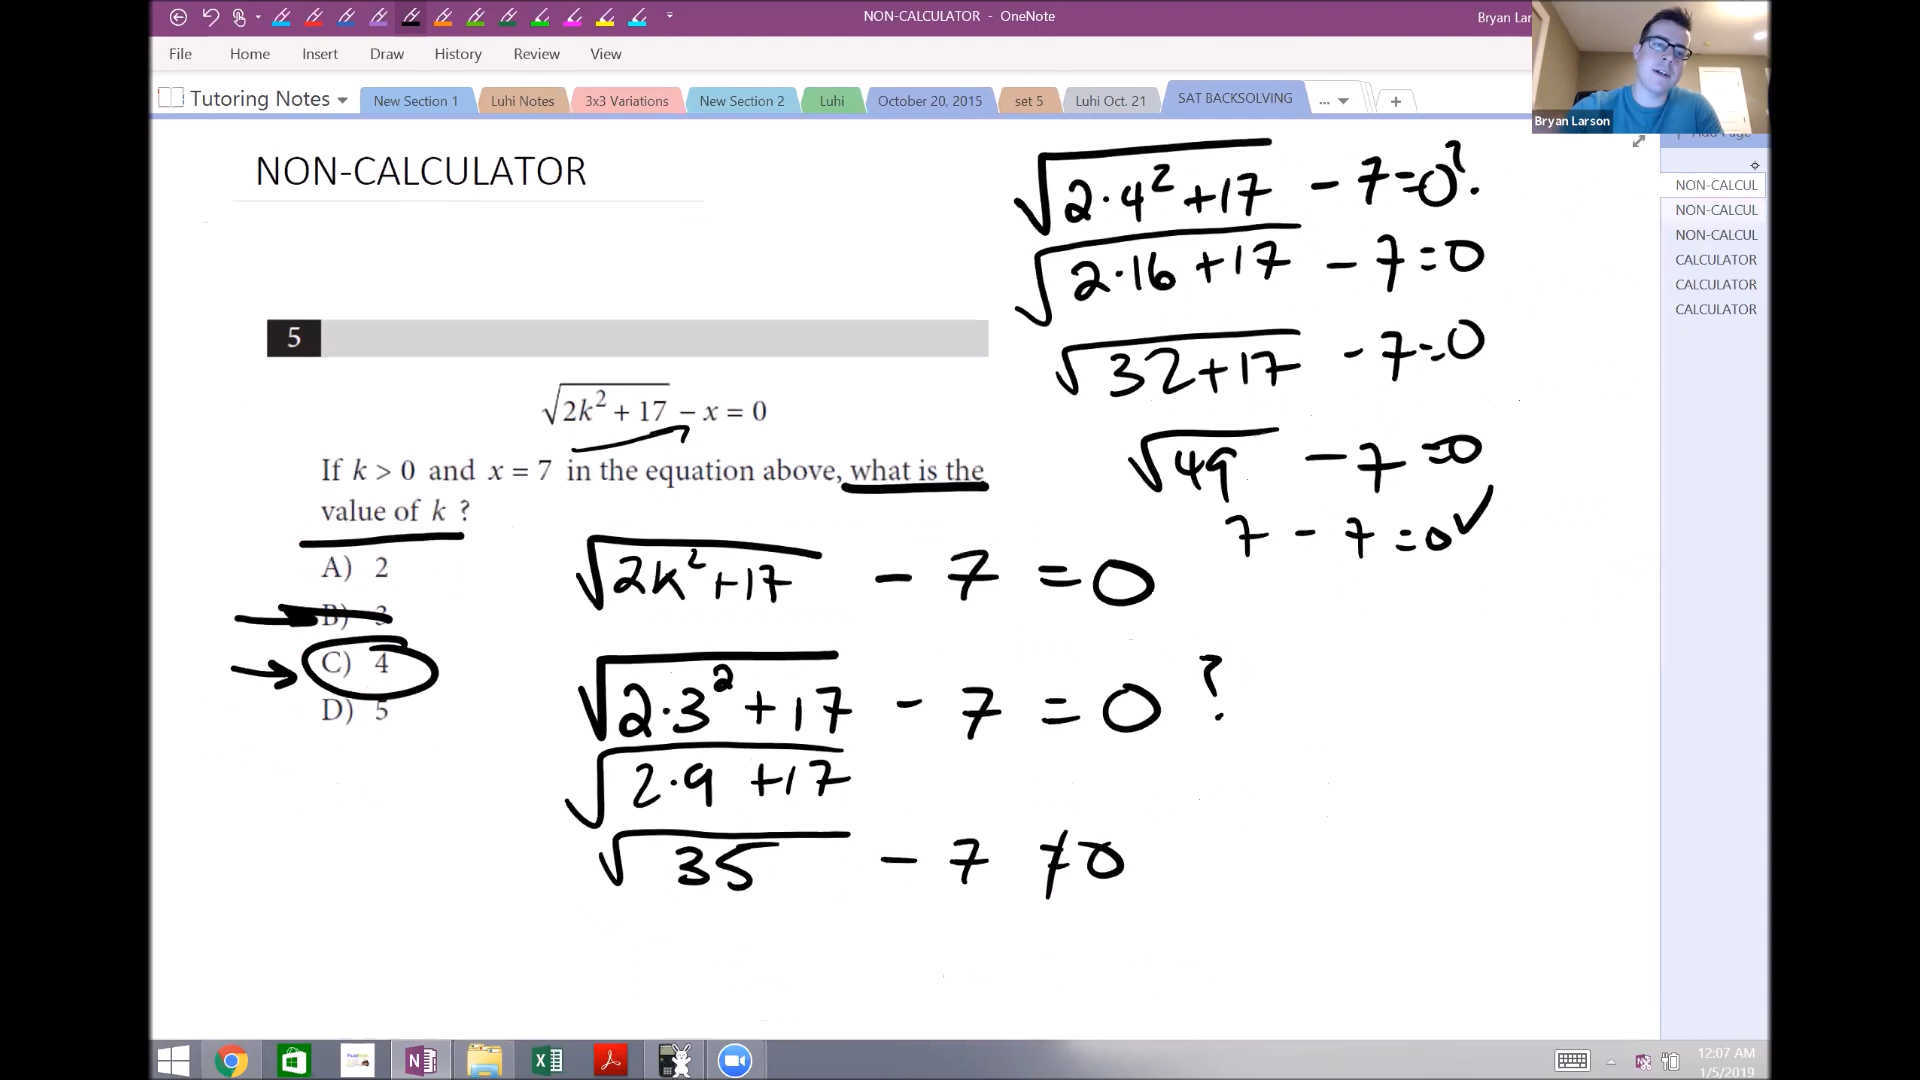 NON-CALCULATOR - OneNote
Bryan Lar
File Home Insert Draw History Review View
Tutoring Notes New Section 1 Luhi Notes 3x3 Variations New Section 2 Luhi October 20, 2015 set 5 Luhi Oct. 21 SAT BACKSOLVING ... +
Bryan Larson
+ Add Page
NON-CALCUL
NON-CALCUL
NON-CALCUL
CALCULATOR
CALCULATOR
CALCULATOR
NON-CALCULATOR
√2·4²+17 - 7=0?
√2·16+17 - 7=0
√32+17 - 7=0
√49 - 7=0
7 - 7=0✓
5
√2k²+17 - x = 0
If k > 0 and x = 7 in the equation above, what is the
value of k ?
A) 2
B) 3
C) 4
D) 5
√2k²+17 - 7 = 0
√2·3²+17 - 7 = 0 ?
√2·9+17
√35 - 7 ≠0
12:07 AM
1/5/2019